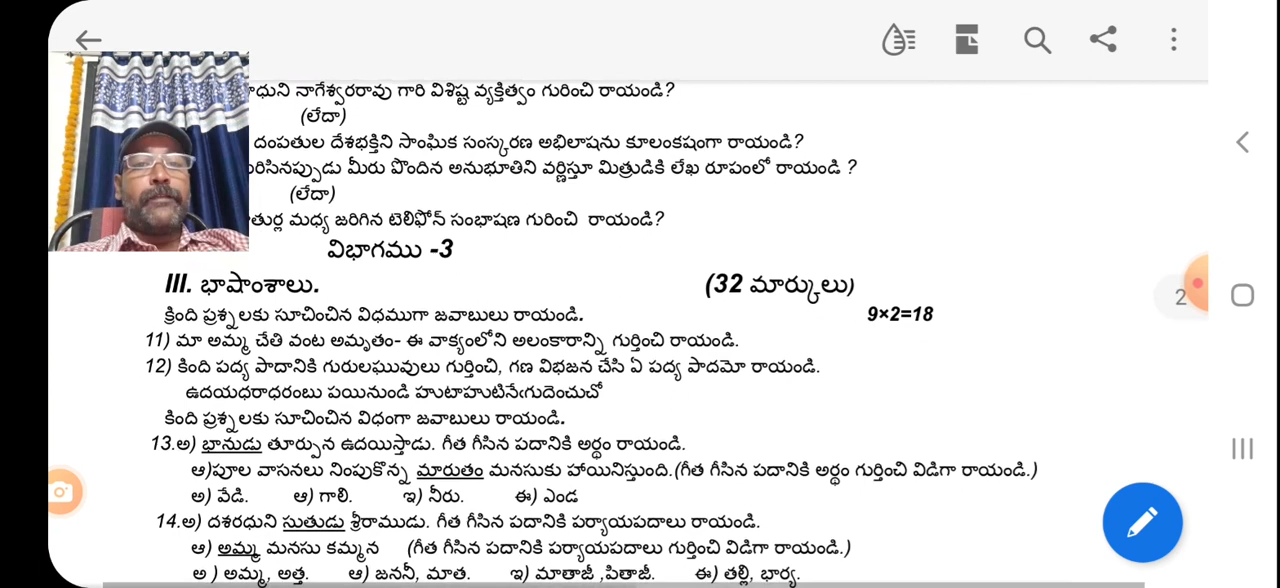 నాగేశ్వరరావు గారి విశిష్ట వ్యక్తిత్వం గురించి రాయండి?
(లేదా)
దంపతుల దేశభక్తిని సాంఘిక సంస్కరణ అభిలాషను కూలంకషంగా రాయండి?
మీరు పొందిన అనుభూతిని వర్ణిస్తూ మిత్రుడికి లేఖ రూపంలో రాయండి ?
(లేదా)
మధ్య జరిగిన టెలిఫోన్ సంభాషణ గురించి రాయండి?
విభాగము -3
III. భాషాంశాలు. (32 మార్కులు)
క్రింది ప్రశ్నలకు సూచించిన విధముగా జవాబులు రాయండి. 9×2=18
11) మా అమ్మ చేతి వంట అమృతం- ఈ వాక్యంలోని అలంకారాన్ని గుర్తించి రాయండి.
12) కింది పద్య పాదానికి గురులఘువులు గుర్తించి, గణ విభజన చేసి ఏ పద్య పాదమో రాయండి.
ఉదయధరాధరంబు పయినుండి హుటాహుటినేఁగుదెంచుచో
కింది ప్రశ్నలకు సూచించిన విధంగా జవాబులు రాయండి.
13.అ) భానుడు తూర్పున ఉదయిస్తాడు. గీత గీసిన పదానికి అర్థం రాయండి.
ఆ)పూల వాసనలు నింపుకొన్న మారుతం మనసుకు హాయినిస్తుంది.(గీత గీసిన పదానికి అర్థం గుర్తించి విడిగా రాయండి.)
అ) వేడి. ఆ) గాలి. ఇ) నీరు. ఈ) ఎండ
14.అ) దశరథుని సుతుడు శ్రీరాముడు. గీత గీసిన పదానికి పర్యాయపదాలు రాయండి.
ఆ) అమ్మ మనసు కమ్మన (గీత గీసిన పదానికి పర్యాయపదాలు గుర్తించి విడిగా రాయండి.)
అ ) అమ్మ, అత్త. ఆ) జననీ, మాత. ఇ) మాతాజీ ,పితాజీ. ఈ) తల్లి, భార్య.
2